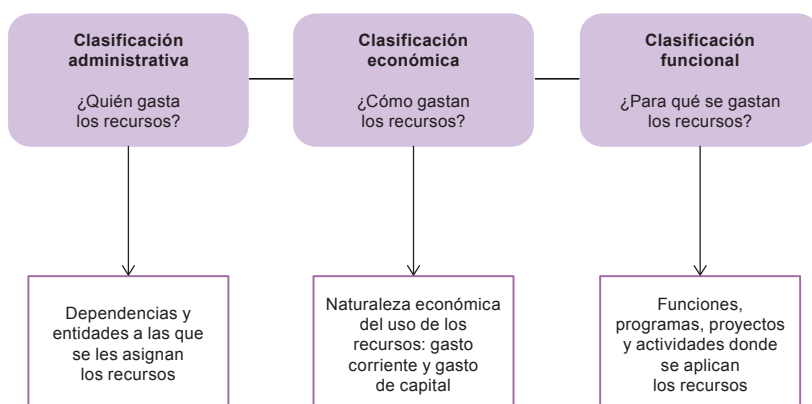 Clasificación
administrativa
¿Quién gasta
los recursos?
Clasificación
económica
¿Cómo gastan
los recursos?
Clasificación
funcional
¿Para qué se gastan
los recursos?
Dependencias y
entidades a las que
se les asignan
los recursos
Naturaleza económica
del uso de los
recursos: gasto
corriente y gasto
de capital
Funciones,
programas, proyectos
y actividades donde
se aplican
los recursos